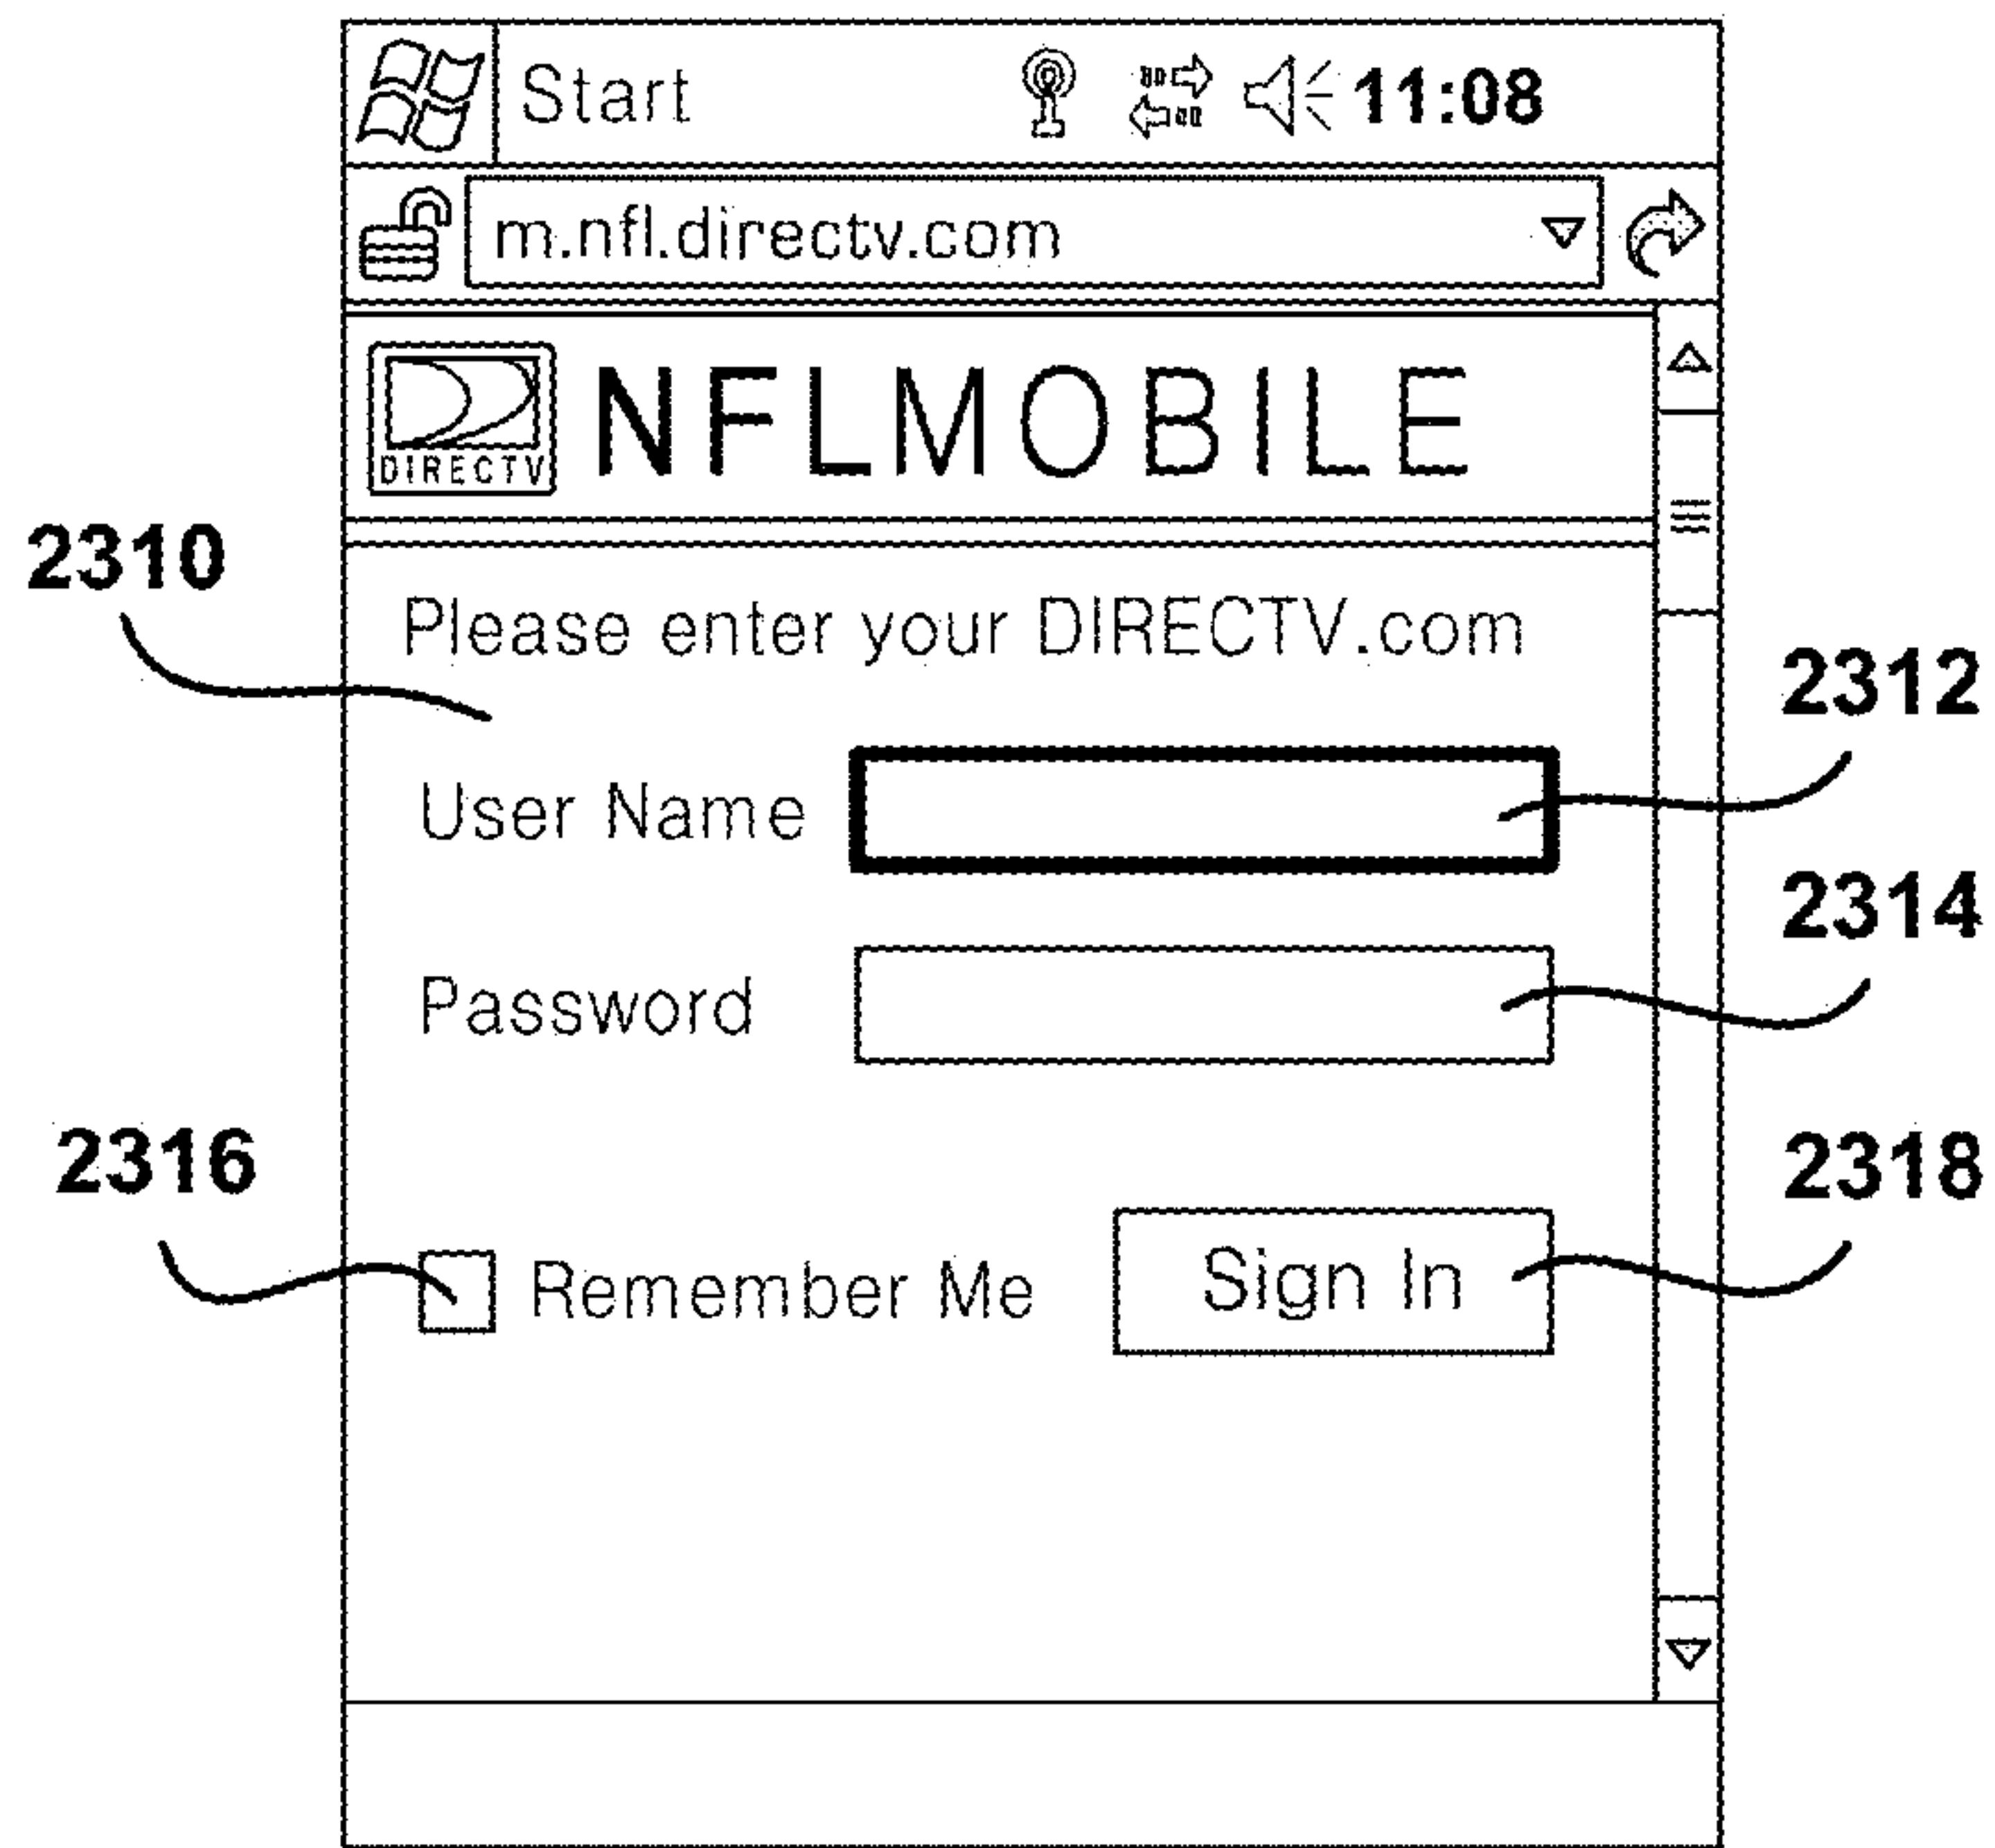 Start 11:08
m.nfl.directv.com
DIRECTV NFLMOBILE
2310
Please enter your DIRECTV.com
2312
User Name
2314
Password
2316
2318
Remember Me Sign In